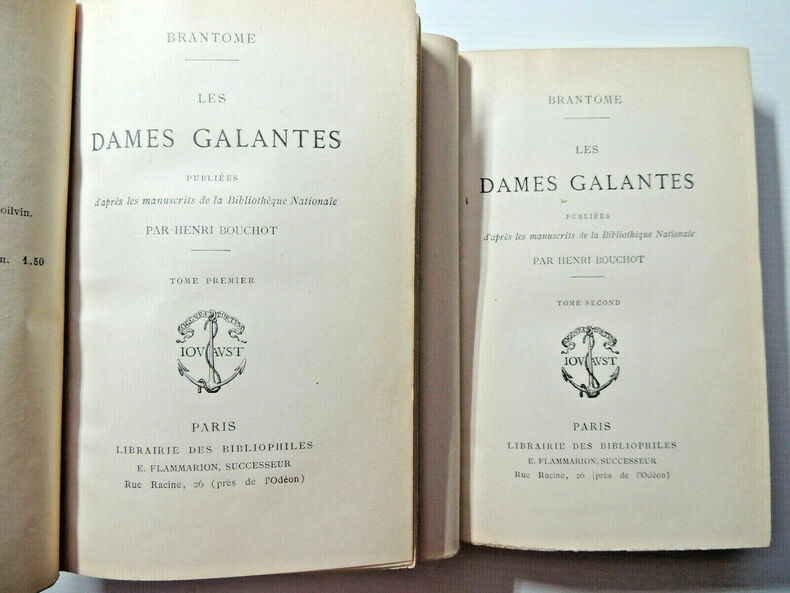 oilvin.
n. 1.50
BRANTOME
LES
DAMES GALANTES
PUBLIÉES
d'après les manuscrits de la Bibliothèque Nationale
PAR HENRI BOUCHOT
TOME PREMIER
IOVAVST
PARIS
LIBRAIRIE DES BIBLIOPHILES
E. FLAMMARION, SUCCESSEUR
Rue Racine, 26 (près de l'Odéon)
BRANTOME
LES
DAMES GALANTES
PUBLIÉES
d'après les manuscrits de la Bibliothèque Nationale
PAR HENRI BOUCHOT
TOME SECOND
IOVAVST
PARIS
LIBRAIRIE DES BIBLIOPHILES
E. FLAMMARION, SUCCESSEUR
Rue Racine, 26 (près de l'Odéon)